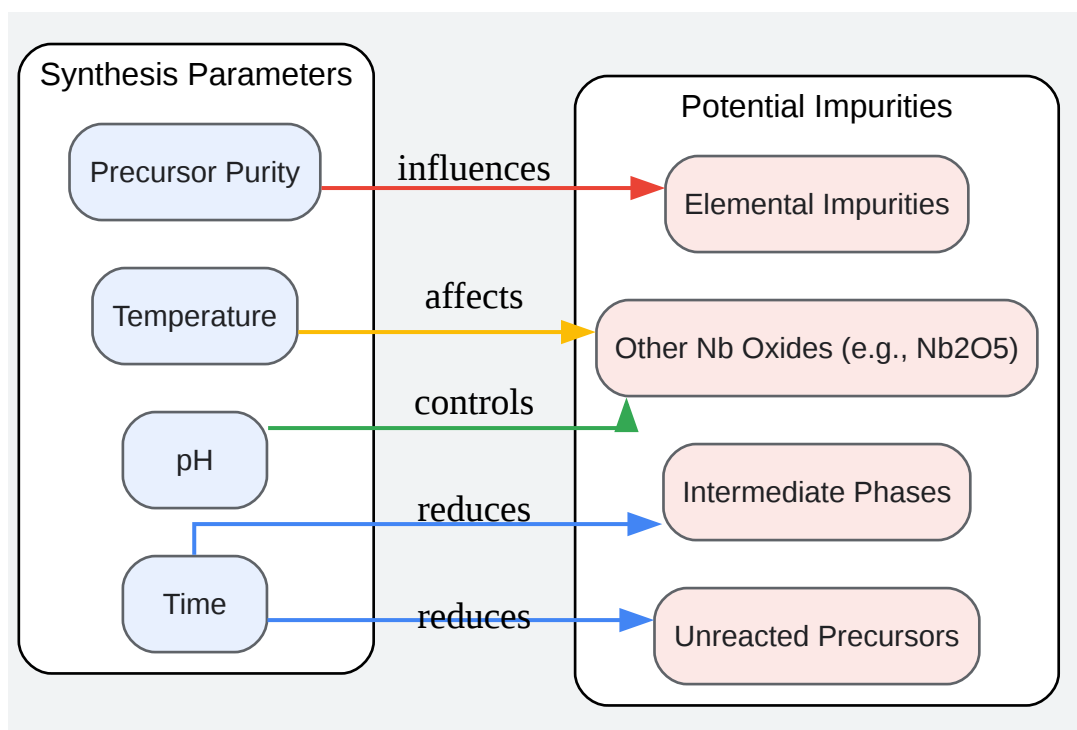 Synthesis Parameters
Potential Impurities
Precursor Purity
influences
Elemental Impurities
Temperature
affects
Other Nb Oxides (e.g., Nb2O5)
pH
controls
Intermediate Phases
reduces
Time
reduces
Unreacted Precursors